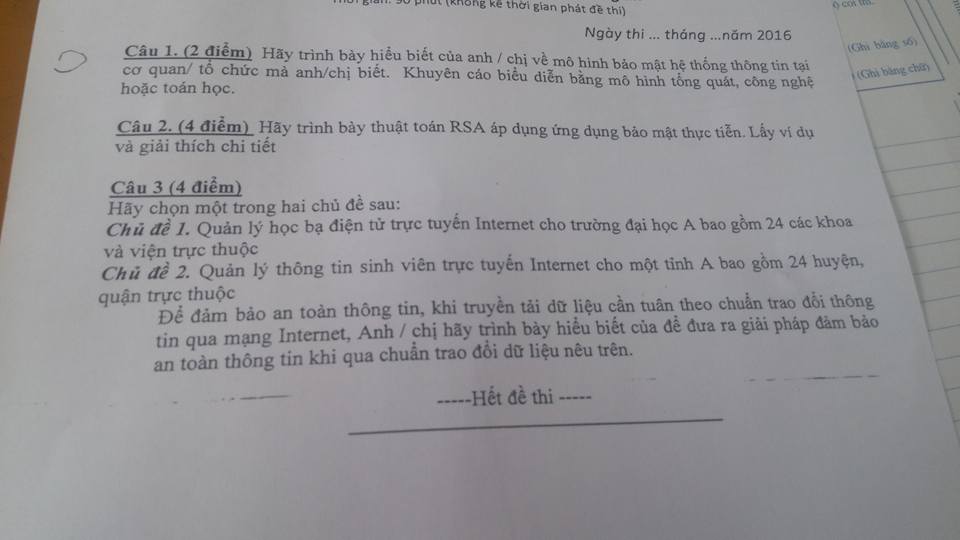 90 phút (không kể thời gian phát đề thi)
Ngày thi ... tháng ...năm 2016
Câu 1. (2 điểm) Hãy trình bày hiểu biết của anh / chị về mô hình bảo mật hệ thống thông tin tại
cơ quan/ tổ chức mà anh/chị biết. Khuyên cáo biểu diễn bằng mô hình tổng quát, công nghệ
hoặc toán học.
Câu 2. (4 điểm) Hãy trình bày thuật toán RSA áp dụng ứng dụng bảo mật thực tiễn. Lấy ví dụ
và giải thích chi tiết
Câu 3 (4 điểm)
Hãy chọn một trong hai chủ đề sau:
Chủ đề 1. Quản lý học bạ điện tử trực tuyến Internet cho trường đại học A bao gồm 24 các khoa
và viện trực thuộc
Chủ đề 2. Quản lý thông tin sinh viên trực tuyến Internet cho một tỉnh A bao gồm 24 huyện,
quận trực thuộc
Để đảm bảo an toàn thông tin, khi truyền tải dữ liệu cần tuân theo chuẩn trao đổi thông
tin qua mạng Internet, Anh / chị hãy trình bày hiểu biết của để đưa ra giải pháp đảm bảo
an toàn thông tin khi qua chuẩn trao đổi dữ liệu nêu trên.
-----Hết đề thi -----
(Ghi bằng số)
(Ghi bằng chữ)